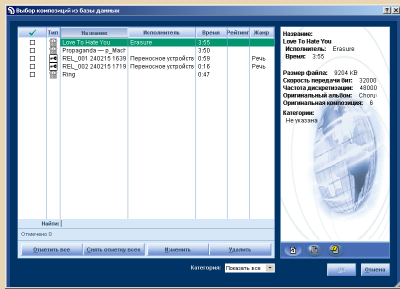 Выбор композиций из базы данных
Тип Название Исполнитель Время Рейтинг Жанр
Love To Hate You Erasure 3:55
Propaganda — p_Mach 3:50
REL_001 240215 1639 Переносное устройств 0:59 Речь
REL_002 240215 1719 Переносное устройств 0:16 Речь
Ring 0:47
Найти:
Отмечено 0
Отметить все Снять отметку всех Изменить Удалить
Категория: Показать все
Название:
Love To Hate You
Исполнитель: Erasure
Время: 3:55
Размер файла: 9204 KB
Скорость передачи бит: 32000
Частота дискретизации: 48000
Оригинальный альбом: Chorus
Оригинальная композиция: 6
Категории:
Не указана
OK Отмена